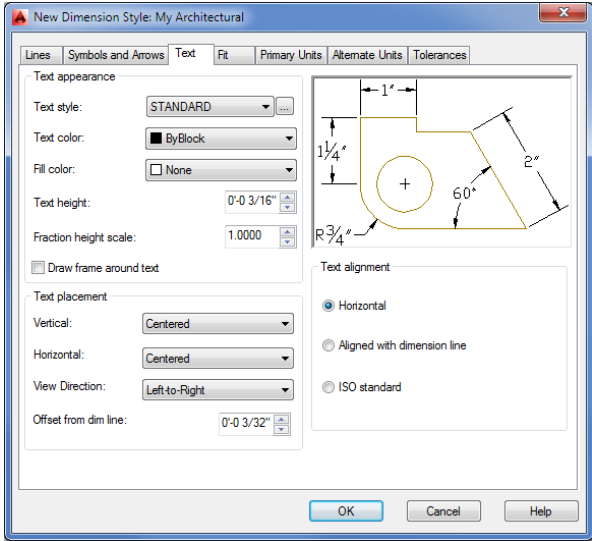 New Dimension Style: My Architectural
Lines Symbols and Arrows Text Fit Primary Units Alternate Units Tolerances
Text appearance
Text style: STANDARD ...
Text color: ByBlock
Fill color: None
Text height: 0'-0 3/16"
Fraction height scale: 1.0000
Draw frame around text
Text placement
Vertical: Centered
Horizontal: Centered
View Direction: Left-to-Right
Offset from dim line: 0'-0 3/32"
1"
1 1/4"
2"
60°
R3/4"
Text alignment
Horizontal
Aligned with dimension line
ISO standard
OK Cancel Help